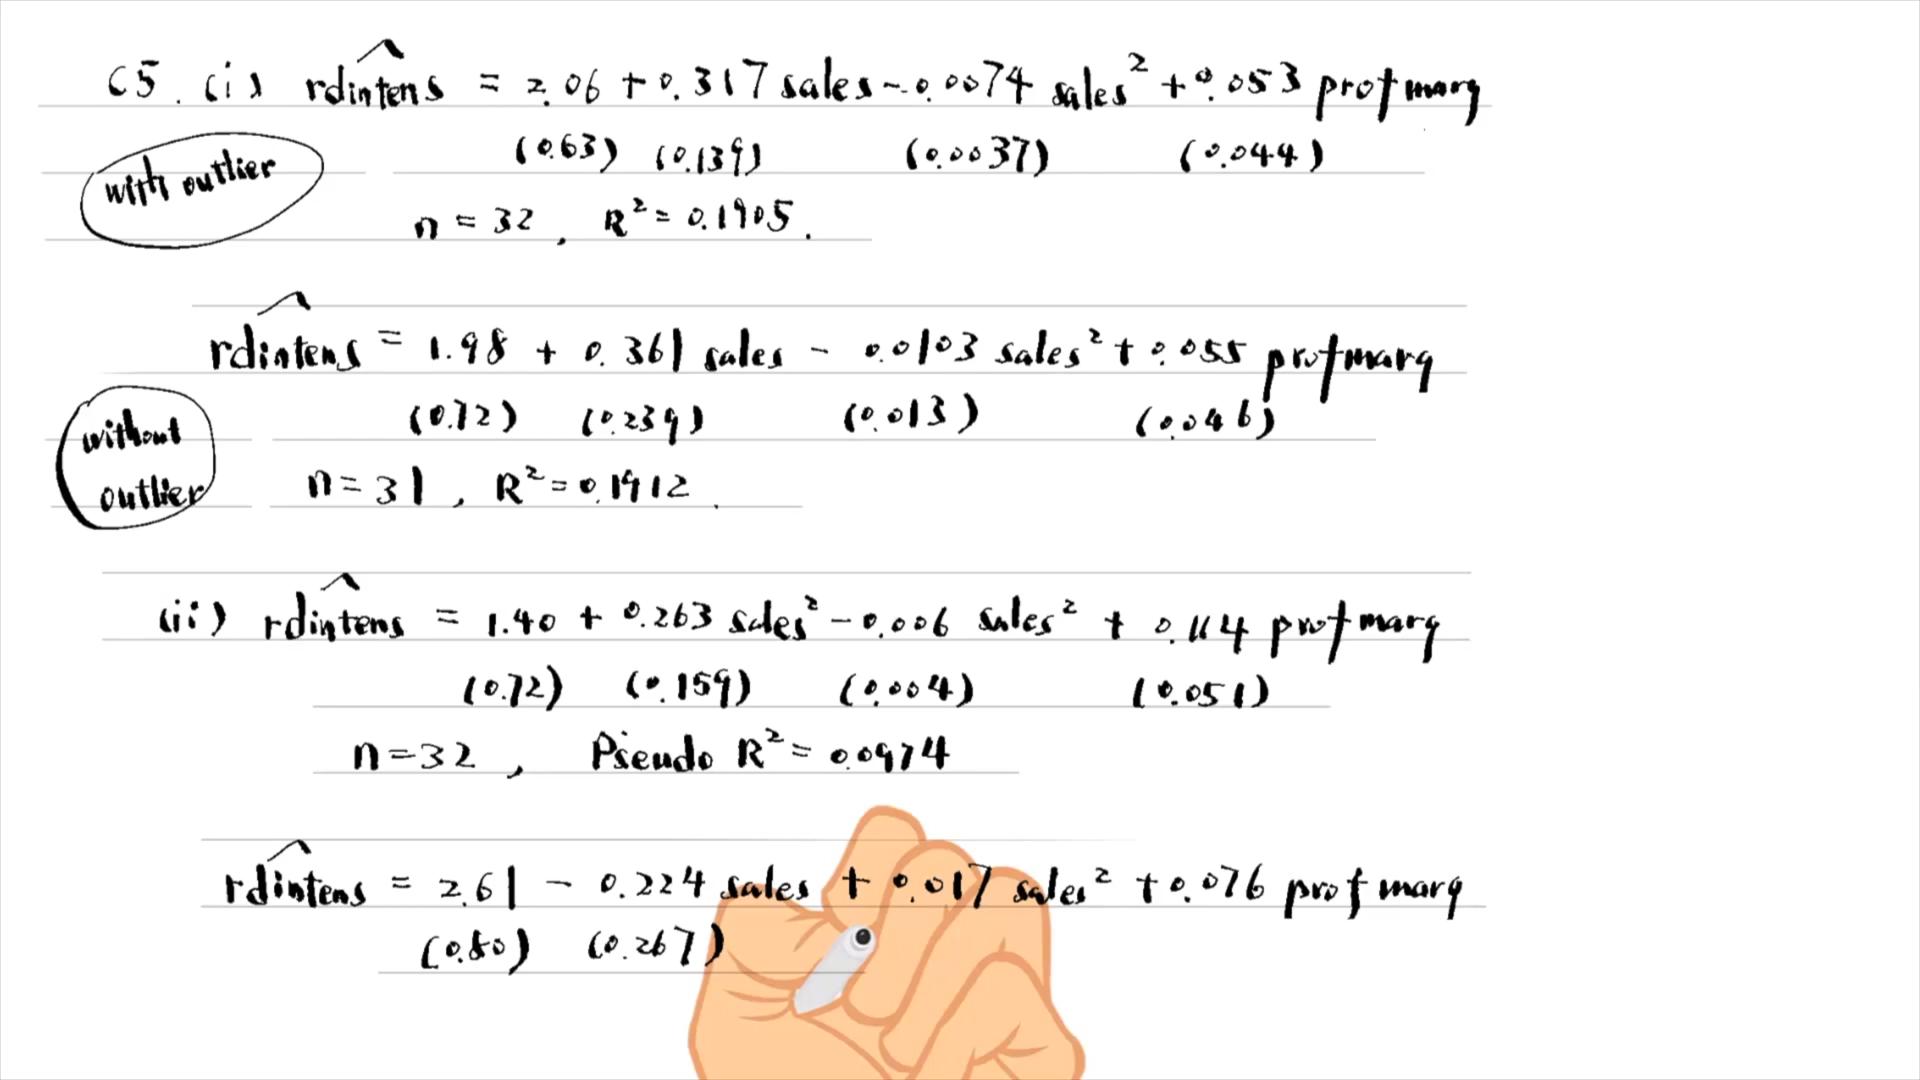 C5. (i) rdintens = 2.06 + 0.317 sales - 0.0074 sales² + 0.053 profmarg
(0.63) (0.139) (0.0037) (0.044)
with outlier
n = 32, R² = 0.1905.
rdintens = 1.98 + 0.361 sales - 0.0103 sales² + 0.055 profmarg
(0.72) (0.239) (0.013) (0.046)
without
outlier
n = 31, R² = 0.1912.
(ii) rdintens = 1.40 + 0.263 sales² - 0.006 sales² + 0.114 profmarg
(0.72) (0.159) (0.004) (0.051)
n = 32, Pseudo R² = 0.0974
rdintens = 2.61 - 0.224 sales + 0.017 sales² + 0.076 profmarg
(0.80) (0.267)